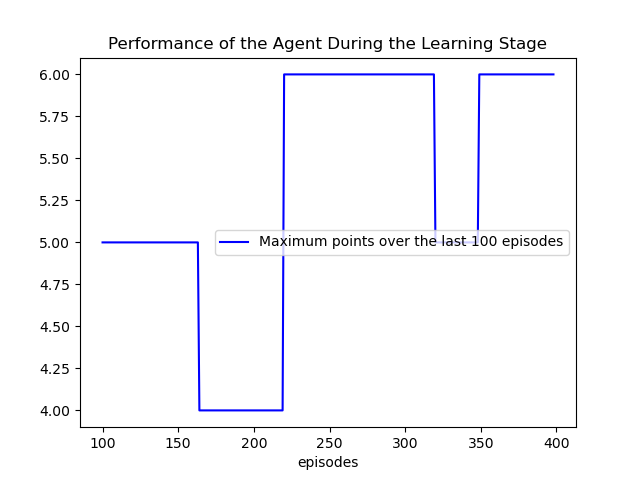 Performance of the Agent During the Learning Stage
6.00
5.75
5.50
5.25
5.00
4.75
4.50
4.25
4.00
Maximum points over the last 100 episodes
100 150 200 250 300 350 400
episodes